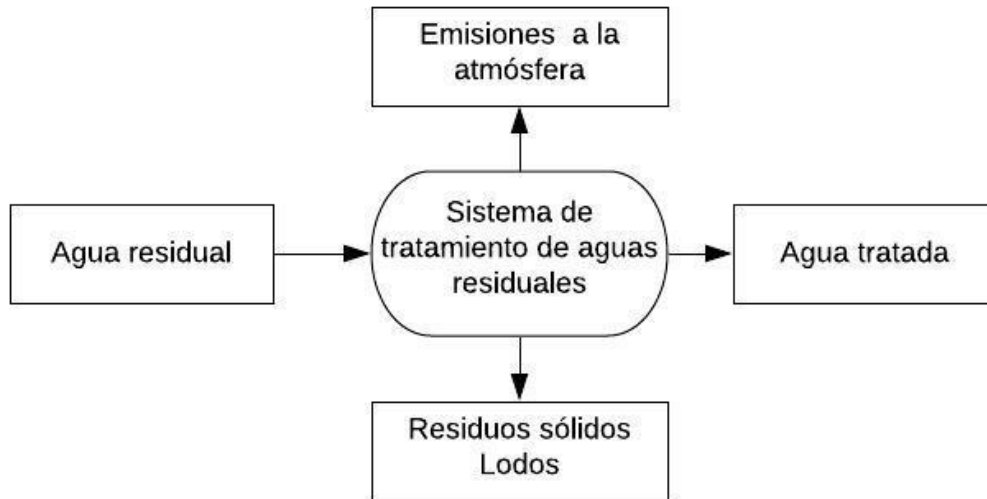 Emisiones a la
atmósfera
Agua residual
Sistema de
tratamiento de aguas
residuales
Agua tratada
Residuos sólidos
Lodos